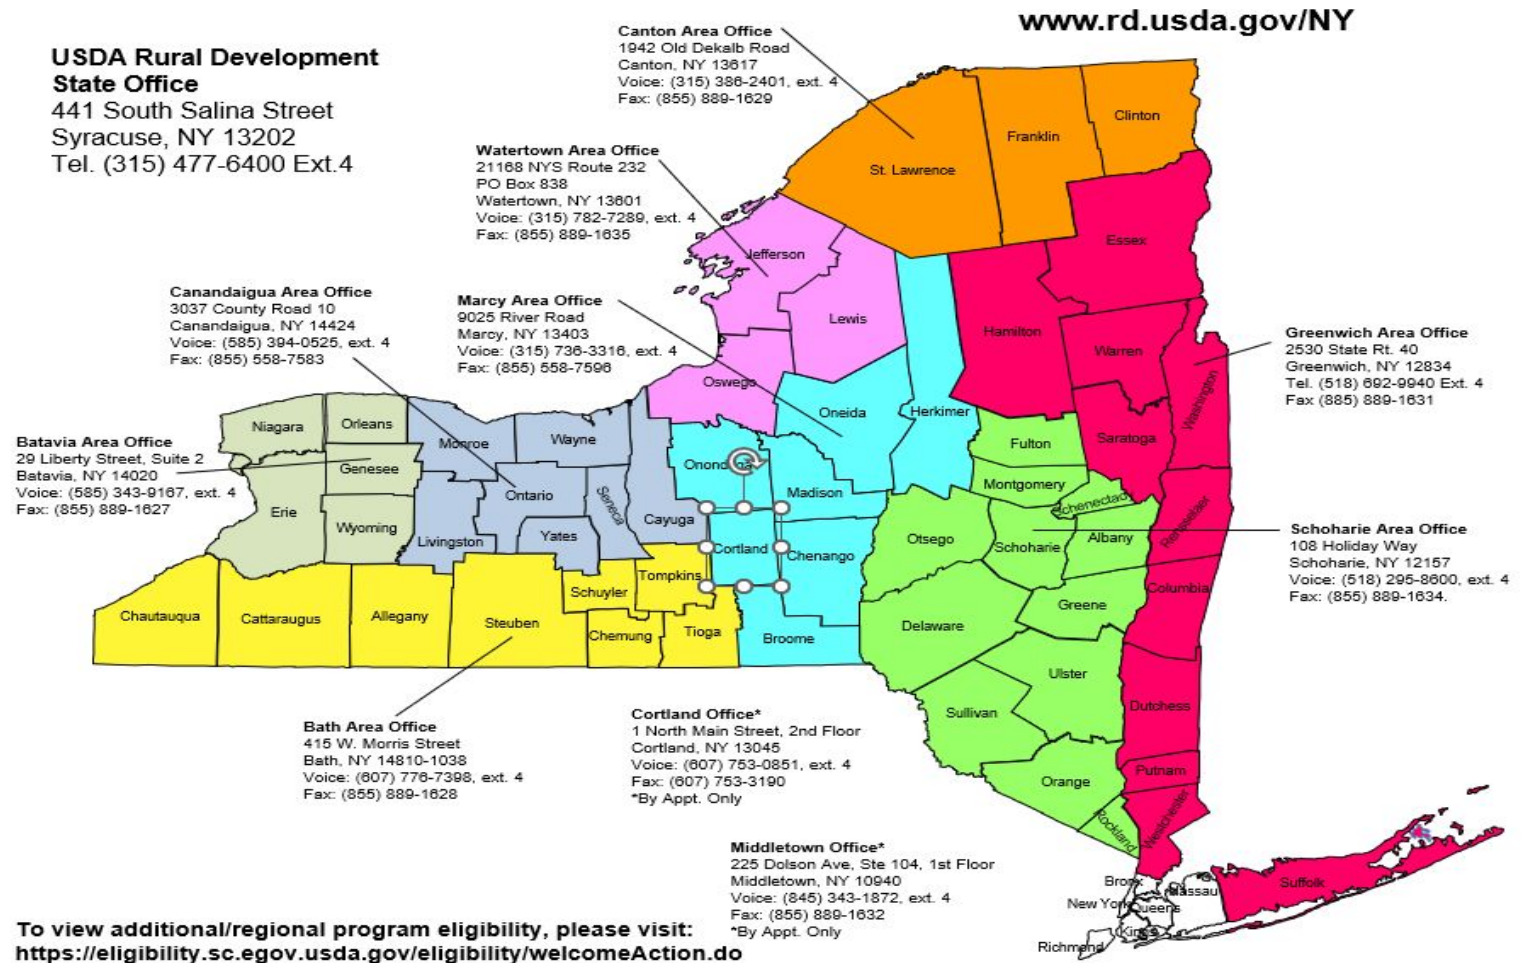 www.rd.usda.gov/NY
USDA Rural Development
State Office
441 South Salina Street
Syracuse, NY 13202
Tel. (315) 477-6400 Ext.4
Canton Area Office
1942 Old Dekalb Road
Canton, NY 13617
Voice: (315) 386-2401, ext. 4
Fax: (855) 889-1629
Watertown Area Office
21168 NYS Route 232
PO Box 838
Watertown, NY 13601
Voice: (315) 782-7289, ext. 4
Fax: (855) 889-1635
Canandaigua Area Office
3037 County Road 10
Canandaigua, NY 14424
Voice: (585) 394-0525, ext. 4
Fax: (855) 558-7583
Marcy Area Office
9025 River Road
Marcy, NY 13403
Voice: (315) 736-3316, ext. 4
Fax: (855) 558-7596
Greenwich Area Office
2530 State Rt. 40
Greenwich, NY 12834
Tel. (518) 692-9940 Ext. 4
Fax (885) 889-1631
Batavia Area Office
29 Liberty Street, Suite 2
Batavia, NY 14020
Voice: (585) 343-9167, ext. 4
Fax: (855) 889-1627
Schoharie Area Office
108 Holiday Way
Schoharie, NY 12157
Voice: (518) 295-8600, ext. 4
Fax: (855) 889-1634.
Clinton
Franklin
St. Lawrence
Essex
Jefferson
Lewis
Hamilton
Warren
Washington
Oswego
Oneida
Herkimer
Saratoga
Fulton
Niagara
Orleans
Monroe
Wayne
Genesee
Ontario
Seneca
Cayuga
Madison
Montgomery
Erie
Wyoming
Livingston
Yates
Cortland
Chenango
Otsego
Schoharie
Albany
Rensselaer
Tompkins
Schuyler
Columbia
Greene
Chautauqua
Cattaraugus
Allegany
Steuben
Chemung
Tioga
Broome
Delaware
Ulster
Sullivan
Dutchess
Orange
Putnam
Rockland
Westchester
Bronx
New York
Nassau
Queens
Suffolk
Richmond
Bath Area Office
415 W. Morris Street
Bath, NY 14810-1038
Voice: (607) 776-7398, ext. 4
Fax: (855) 889-1628
Cortland Office*
1 North Main Street, 2nd Floor
Cortland, NY 13045
Voice: (607) 753-0851, ext. 4
Fax: (607) 753-3190
*By Appt. Only
Middletown Office*
225 Dolson Ave, Ste 104, 1st Floor
Middletown, NY 10940
Voice: (845) 343-1872, ext. 4
Fax: (855) 889-1632
*By Appt. Only
To view additional/regional program eligibility, please visit:
https://eligibility.sc.egov.usda.gov/eligibility/welcomeAction.do